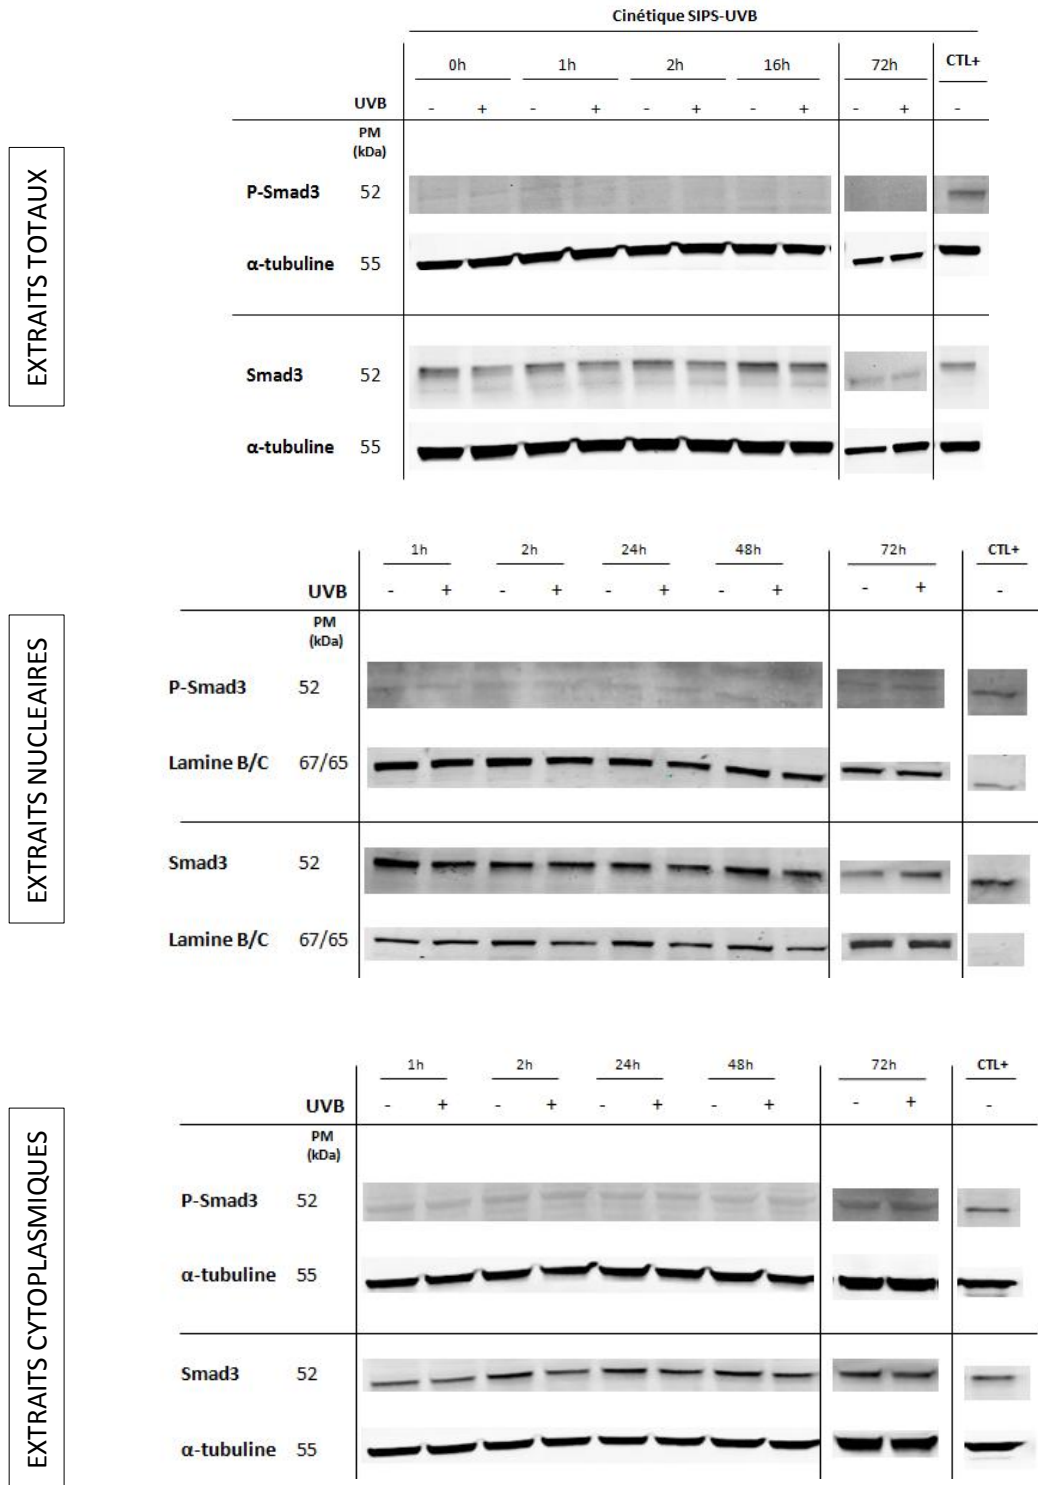 Cinétique SIPS-UVB
0h 1h 2h 16h 72h CTL+
UVB - + - + - + - + - + -
PM
(kDa)
P-Smad3 52
α-tubuline 55
Smad3 52
α-tubuline 55
EXTRAITS TOTAUX
1h 2h 24h 48h 72h CTL+
UVB - + - + - + - + - + -
PM
(kDa)
P-Smad3 52
Lamine B/C 67/65
Smad3 52
Lamine B/C 67/65
EXTRAITS NUCLEAIRES
1h 2h 24h 48h 72h CTL+
UVB - + - + - + - + - + -
PM
(kDa)
P-Smad3 52
α-tubuline 55
Smad3 52
α-tubuline 55
EXTRAITS CYTOPLASMIQUES